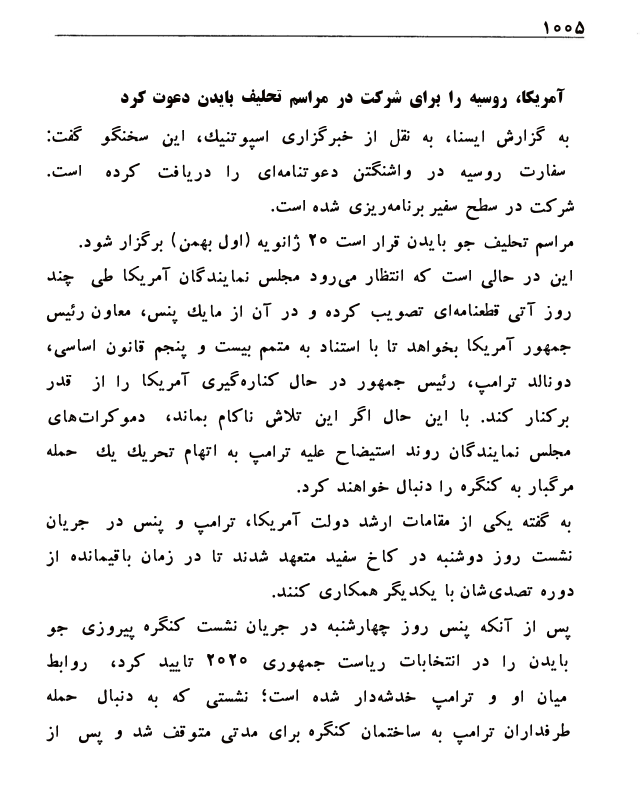 ۱۰۰۵
آمریکا، روسیه را برای شرکت در مراسم تحلیف بایدن دعوت کرد
به گزارش ایسنا، به نقل از خبرگزاری اسپوتنیك، این سخنگو گفت:
سفارت روسیه در واشنگتن دعوتنامه‌ای را دریافت کرده است.
شرکت در سطح سفیر برنامه‌ریزی شده است.
مراسم تحلیف جو بایدن قرار است ۲۰ ژانویه (اول بهمن) برگزار شود.
این در حالی است که انتظار می‌رود مجلس نمایندگان آمریکا طی چند
روز آتی قطعنامه‌ای تصویب کرده و در آن از مایك پنس، معاون رئیس
جمهور آمریکا بخواهد تا با استناد به متمم بیست و پنجم قانون اساسی،
دونالد ترامپ، رئیس جمهور در حال کناره‌گیری آمریکا را از قدر
برکنار کند. با این حال اگر این تلاش ناکام بماند، دموکرات‌های
مجلس نمایندگان روند استیضاح علیه ترامپ به اتهام تحریك یك حمله
مرگبار به کنگره را دنبال خواهند کرد.
به گفته یکی از مقامات ارشد دولت آمریکا، ترامپ و پنس در جریان
نشست روز دوشنبه در کاخ سفید متعهد شدند تا در زمان باقیمانده از
دوره تصدی‌شان با یکدیگر همکاری کنند.
پس از آنکه پنس روز چهارشنبه در جریان نشست کنگره پیروزی جو
بایدن را در انتخابات ریاست جمهوری ۲۰۲۰ تایید کرد، روابط
میان او و ترامپ خدشه‌دار شده است؛ نشستی که به دنبال حمله
طرفداران ترامپ به ساختمان کنگره برای مدتی متوقف شد و پس از